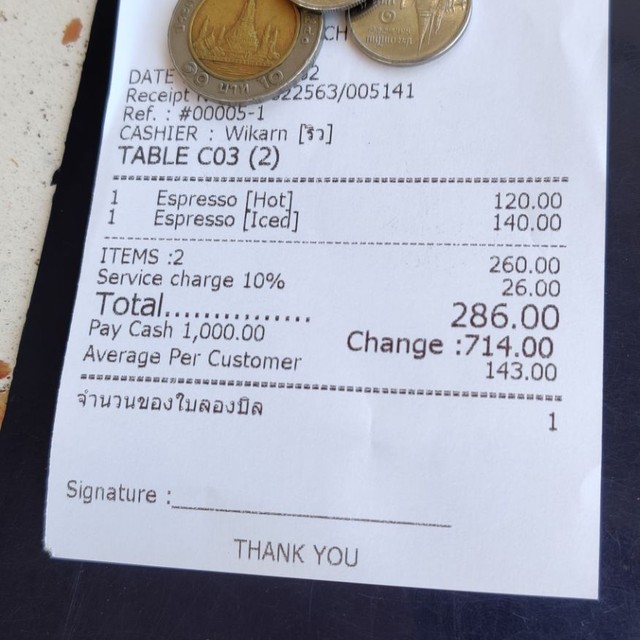 CH
DATE
Receipt 22563/005141
Ref. : #00005-1
CASHIER : Wikarn [ริว]
TABLE C03 (2)
1 Espresso [Hot] 120.00
1 Espresso [Iced] 140.00
ITEMS :2 260.00
Service charge 10% 26.00
Total............... 286.00
Pay Cash 1,000.00 Change :714.00
Average Per Customer 143.00
จำนวนของใบลองบิล 1
Signature :
THANK YOU